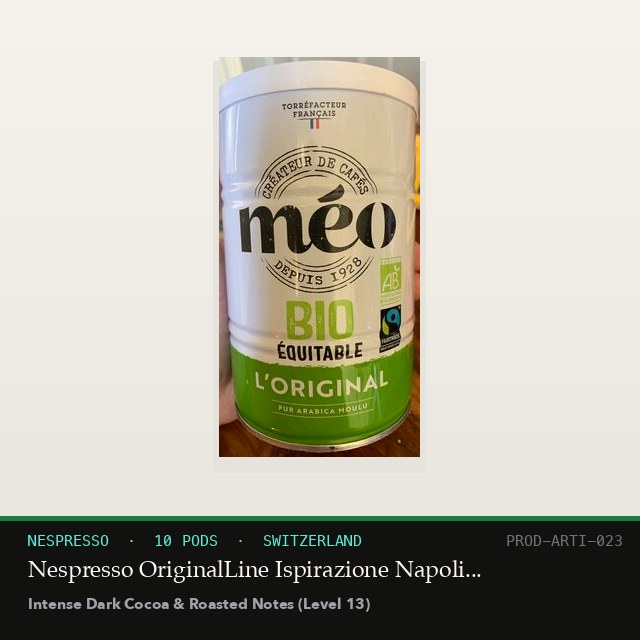 TORRÉFACTEUR
FRANÇAIS
CRÉATEUR DE CAFÉS
méo
DEPUIS 1928
AB
BIO
ÉQUITABLE
L'ORIGINAL
PUR ARABICA MOULU
NESPRESSO · 10 PODS · SWITZERLAND
PROD-ARTI-023
Nespresso OriginalLine Ispirazione Napoli...
Intense Dark Cocoa & Roasted Notes (Level 13)